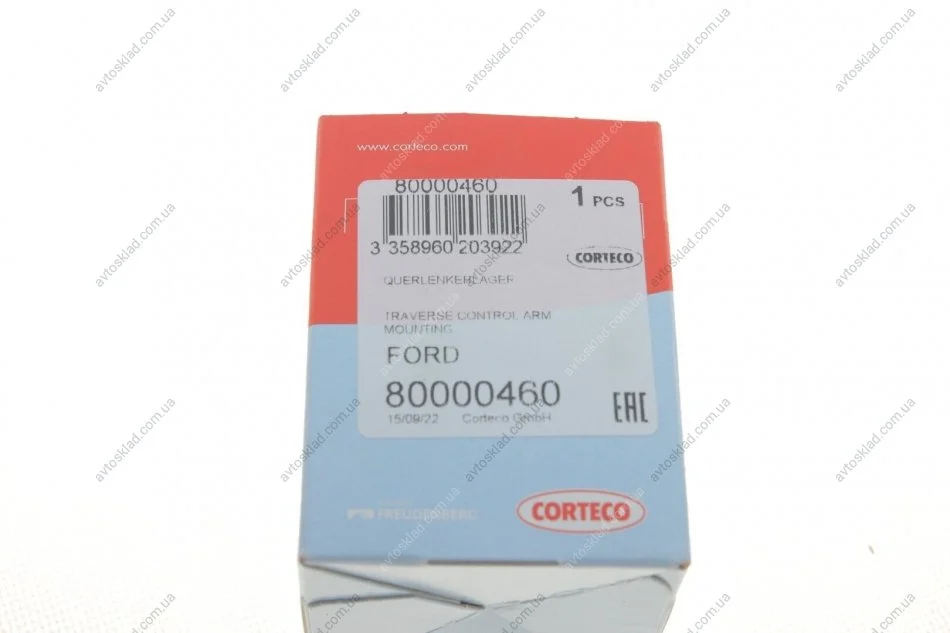 www.corteco.com
80000460
1 PCS
3 358960 203922
CORTECO
QUERLENKERLAGER
TRAVERSE CONTROL ARM
MOUNTING
FORD
80000460
15/09/22 Corteco GmbH
EAC
FREUDENBERG
CORTECO
avtosklad.com.ua